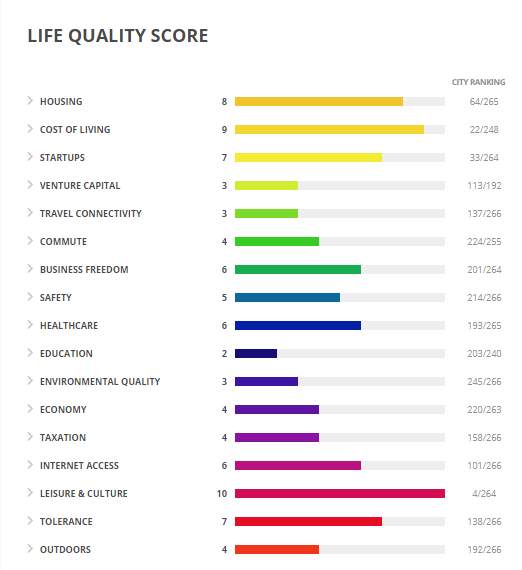 LIFE QUALITY SCORE
CITY RANKING
HOUSING 8 64/265
COST OF LIVING 9 22/248
STARTUPS 7 33/264
VENTURE CAPITAL 3 113/192
TRAVEL CONNECTIVITY 3 137/266
COMMUTE 4 224/255
BUSINESS FREEDOM 6 201/264
SAFETY 5 214/266
HEALTHCARE 6 193/265
EDUCATION 2 203/240
ENVIRONMENTAL QUALITY 3 245/266
ECONOMY 4 220/263
TAXATION 4 158/266
INTERNET ACCESS 6 101/266
LEISURE & CULTURE 10 4/264
TOLERANCE 7 138/266
OUTDOORS 4 192/266